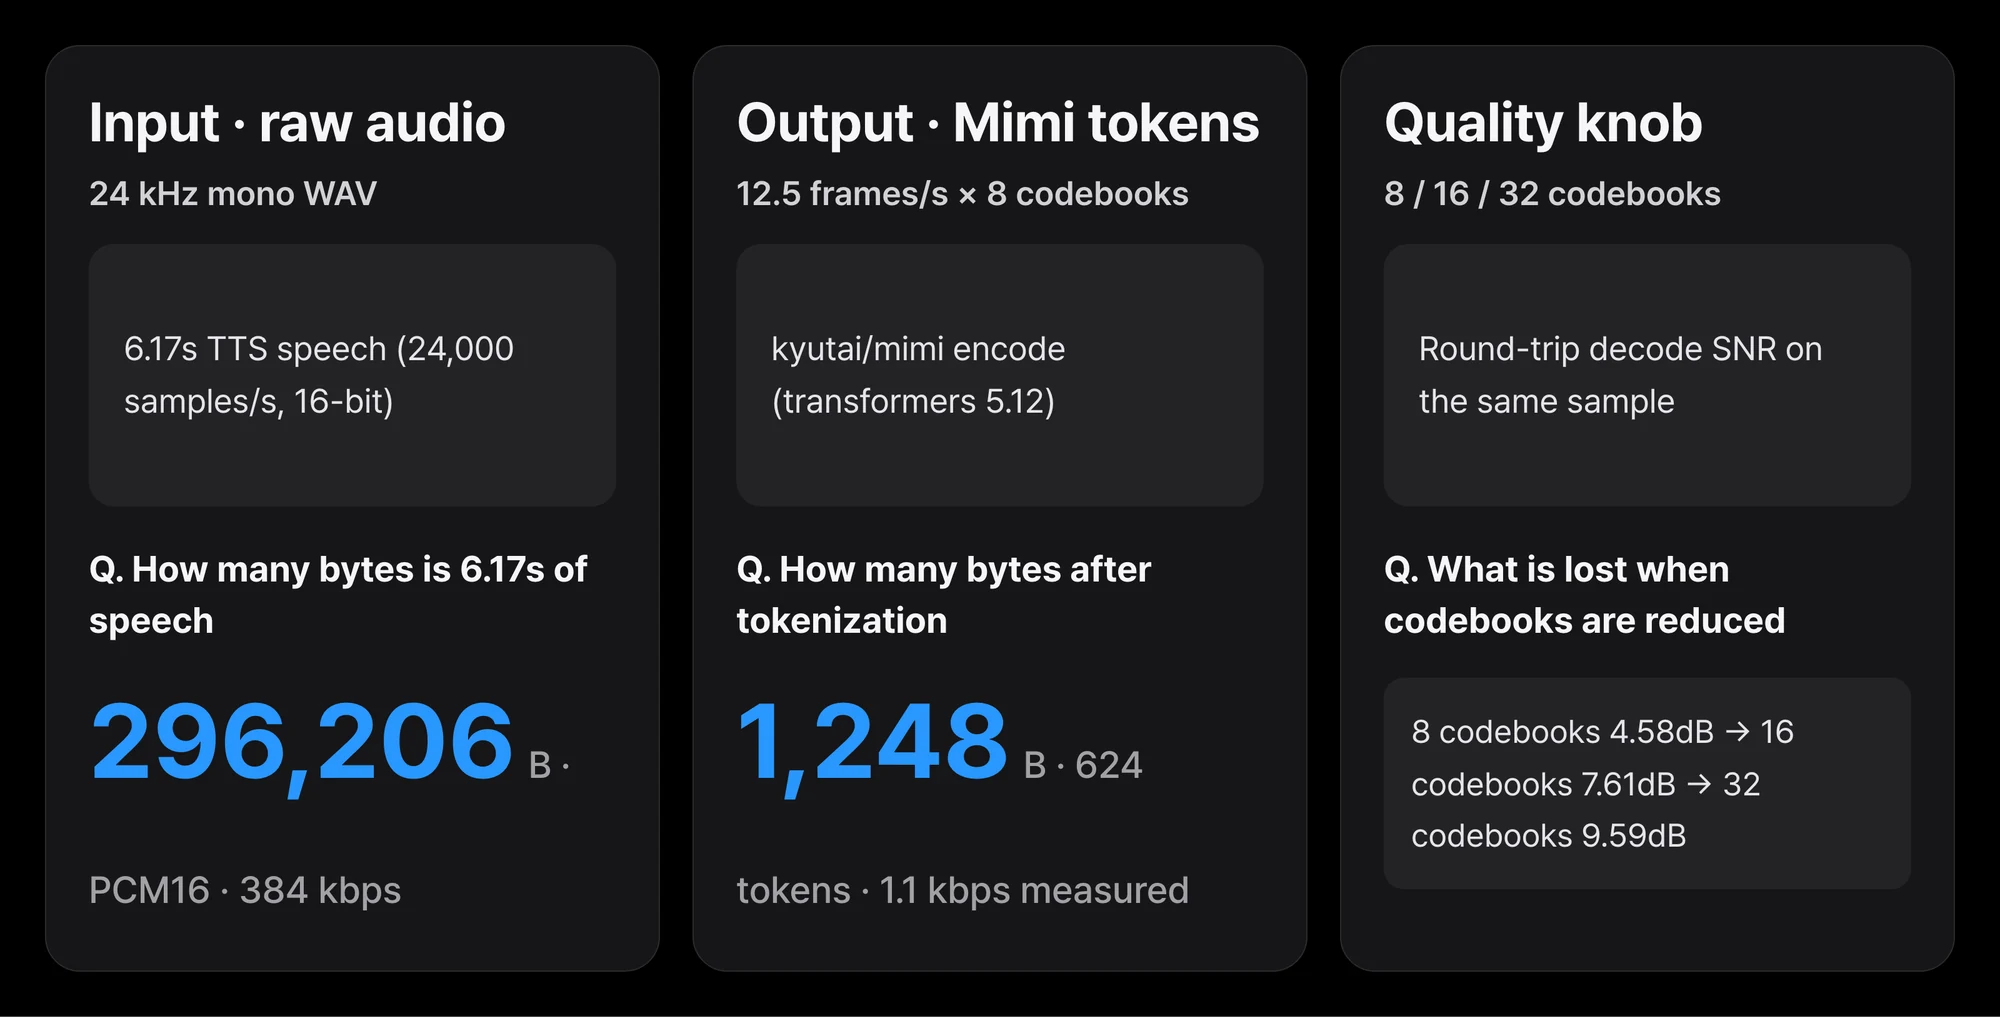 Input · raw audio
24 kHz mono WAV
6.17s TTS speech (24,000
samples/s, 16-bit)
Q. How many bytes is 6.17s of
speech
296,206 B ·
PCM16 · 384 kbps
Output · Mimi tokens
12.5 frames/s × 8 codebooks
kyutai/mimi encode
(transformers 5.12)
Q. How many bytes after
tokenization
1,248 B · 624
tokens · 1.1 kbps measured
Quality knob
8 / 16 / 32 codebooks
Round-trip decode SNR on
the same sample
Q. What is lost when
codebooks are reduced
8 codebooks 4.58dB → 16
codebooks 7.61dB → 32
codebooks 9.59dB